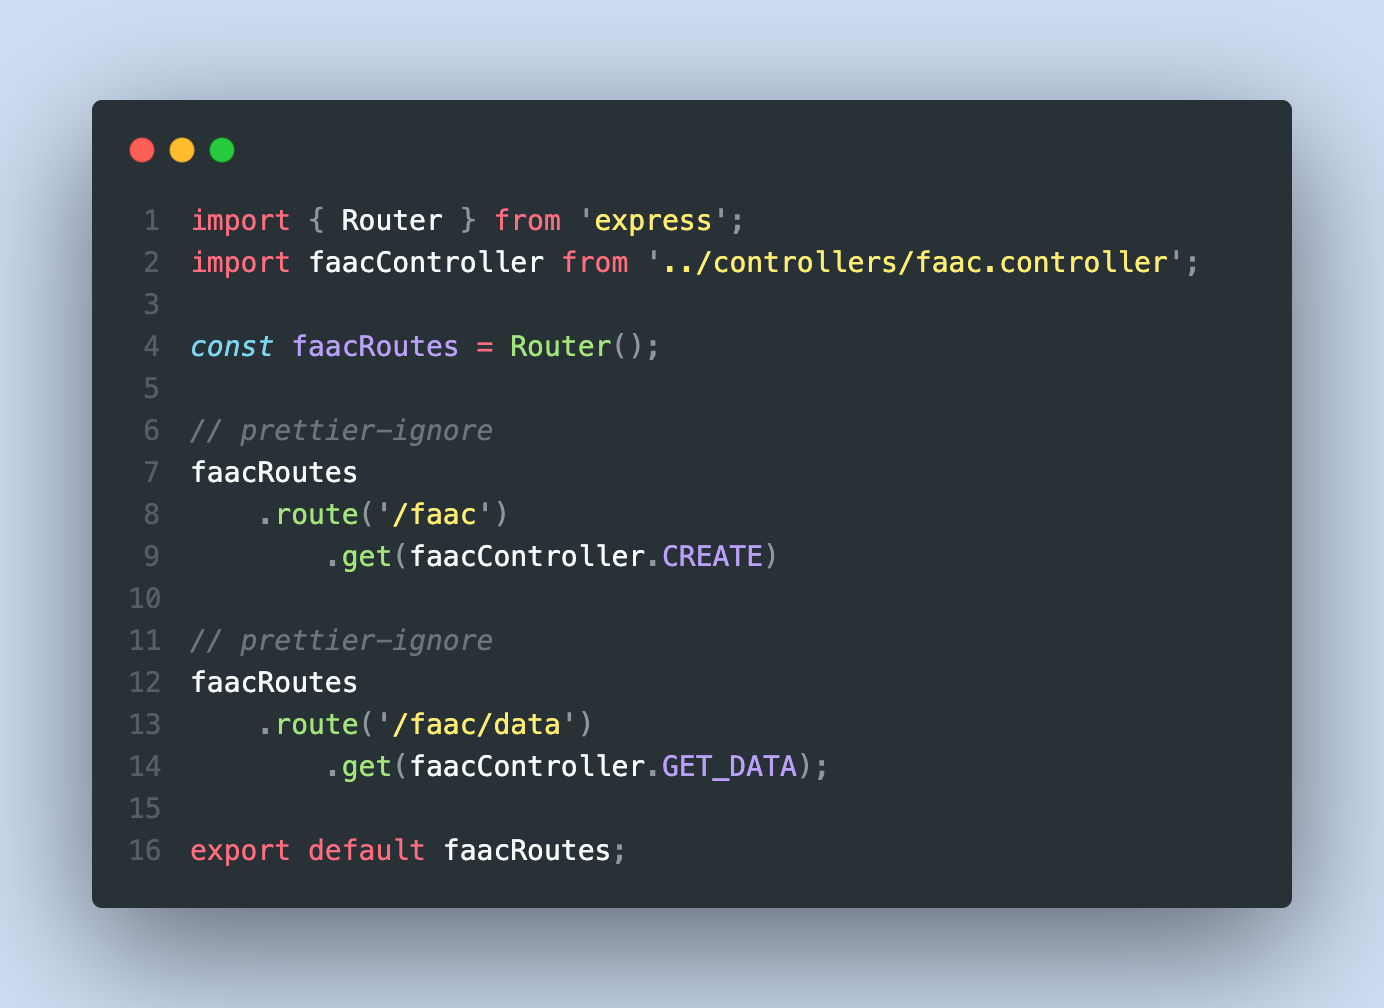 1 import { Router } from 'express';
2 import faacController from '../controllers/faac.controller';
3
4 const faacRoutes = Router();
5
6 // prettier-ignore
7 faacRoutes
8     .route('/faac')
9         .get(faacController.CREATE)
10
11 // prettier-ignore
12 faacRoutes
13     .route('/faac/data')
14         .get(faacController.GET_DATA);
15
16 export default faacRoutes;